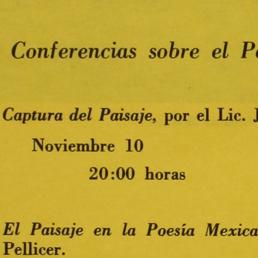 Conferencias sobre el
Captura del Paisaje, por el Lic.
Noviembre 10
20:00 horas
El Paisaje en la Poesía
Pellicer.